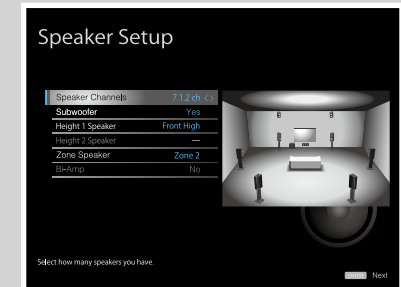 Speaker Setup
Speaker Channels 7.1.2 ch <>
Subwoofer Yes
Height 1 Speaker Front High
Height 2 Speaker —
Zone Speaker Zone 2
Bi-Amp No
Select how many speakers you have.
ENTER Next